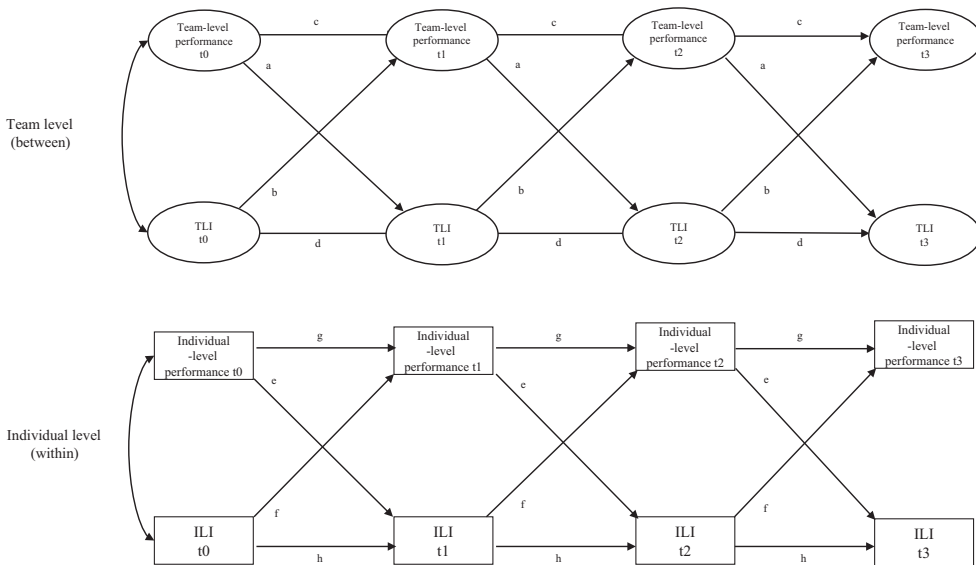 c
c
c
Team-level
performance
t0
Team-level
performance
t1
Team-level
performance
t2
Team-level
performance
t3
a
a
a
Team level
(between)
b
b
b
TLI
t0
TLI
t1
TLI
t2
TLI
t3
d
d
d
Individual
-level
performance t0
g
Individual
-level
performance t1
g
Individual
-level
performance t2
g
Individual
-level
performance t3
e
e
e
Individual level
(within)
f
f
f
ILI
t0
ILI
t1
ILI
t2
ILI
t3
h
h
h